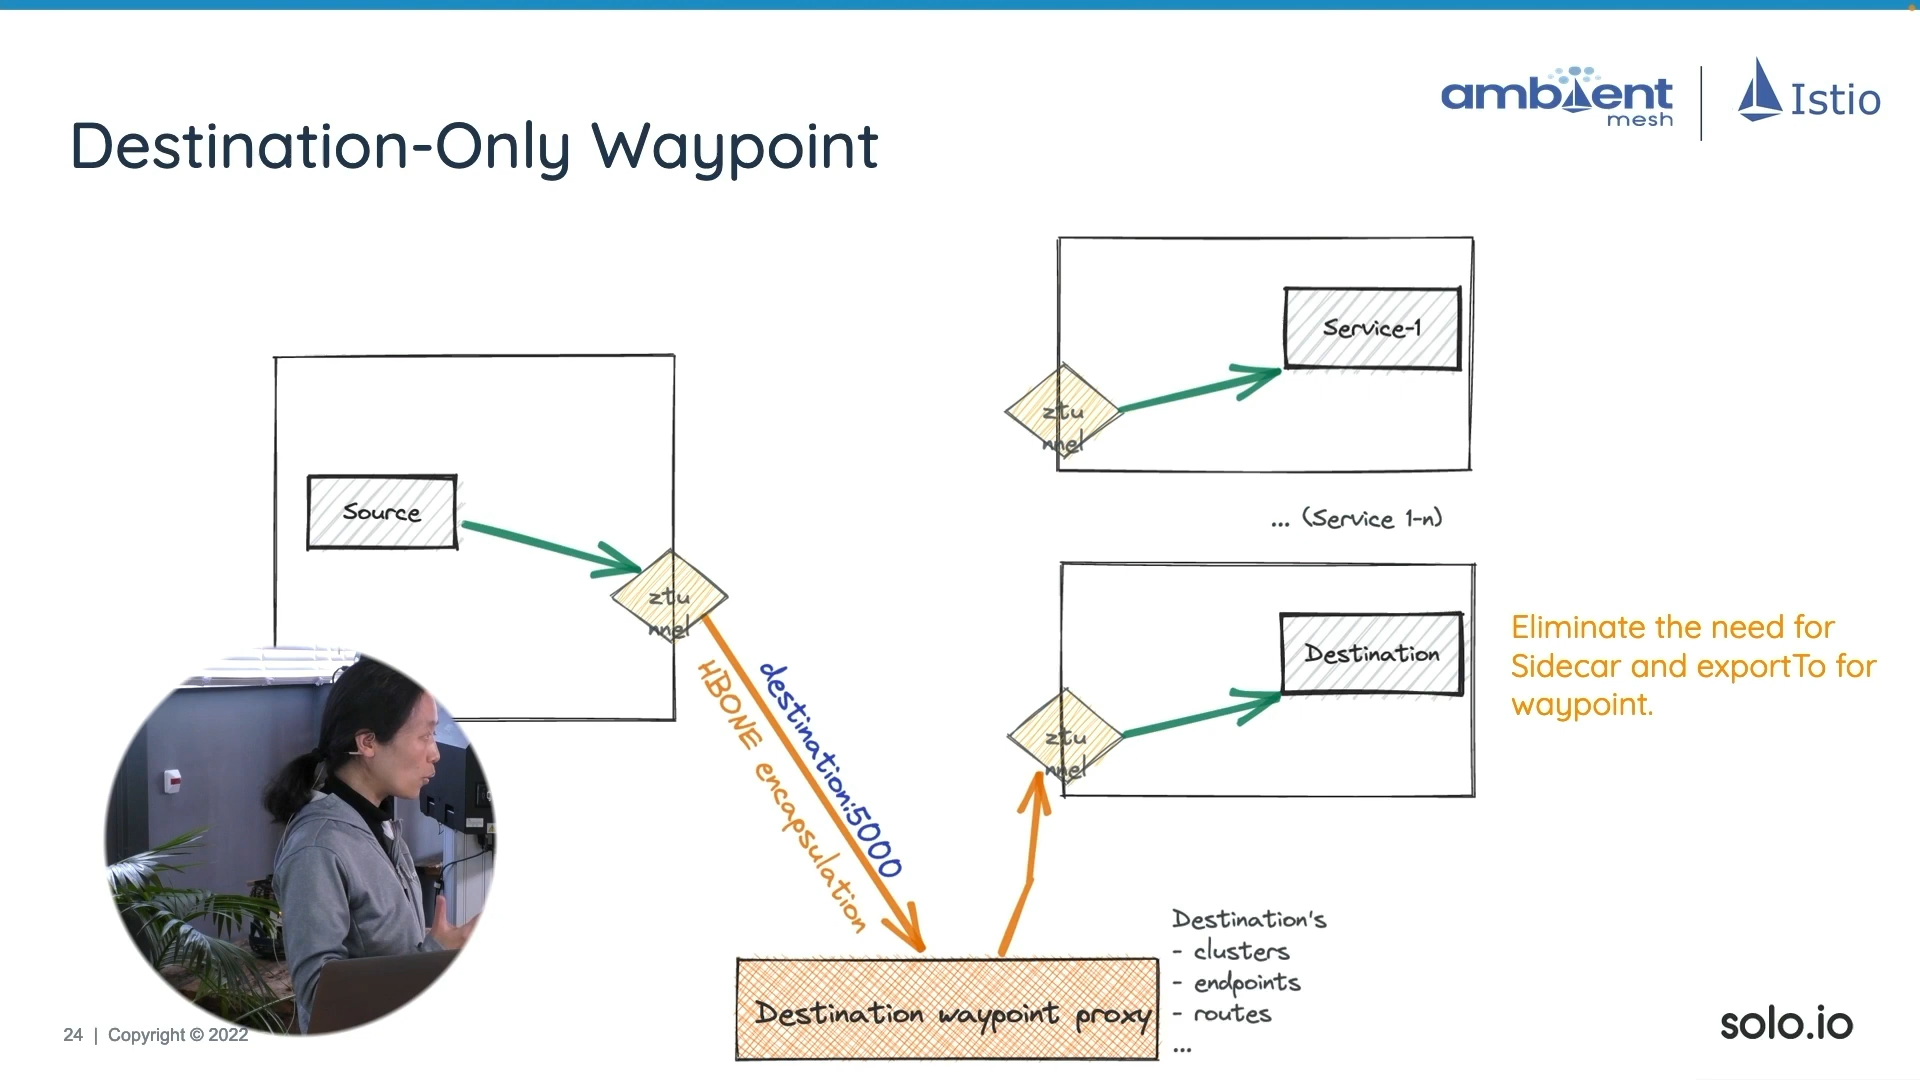 ambient
mesh
Istio
Destination-Only Waypoint
Service-1
ztu
nnel
... (Service 1-n)
Source
ztu
nnel
Destination
ztu
nnel
Eliminate the need for
Sidecar and exportTo for
waypoint.
destination:5000
HBONE encapsulation
Destination waypoint proxy
Destination's
- clusters
- endpoints
- routes
...
24 | Copyright © 2022
solo.io